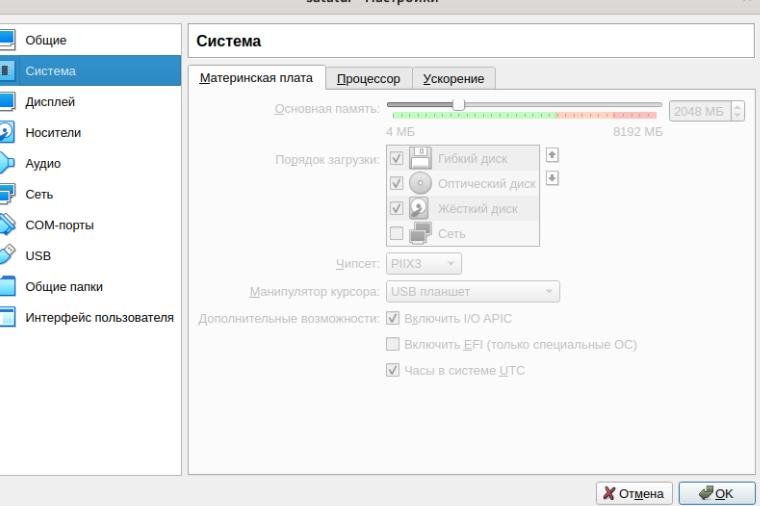 Общие
Система
Дисплей
Носители
Аудио
Сеть
COM-порты
USB
Общие папки
Интерфейс пользователя
Система
Материнская плата Процессор Ускорение
Основная память: 2048 МБ
4 МБ 8192 МБ
Порядок загрузки: Гибкий диск
Оптический диск
Жёсткий диск
Сеть
Чипсет: PIIX3
Манипулятор курсора: USB планшет
Дополнительные возможности: Включить I/O APIC
Включить EFI (только специальные ОС)
Часы в системе UTC
Отмена OK